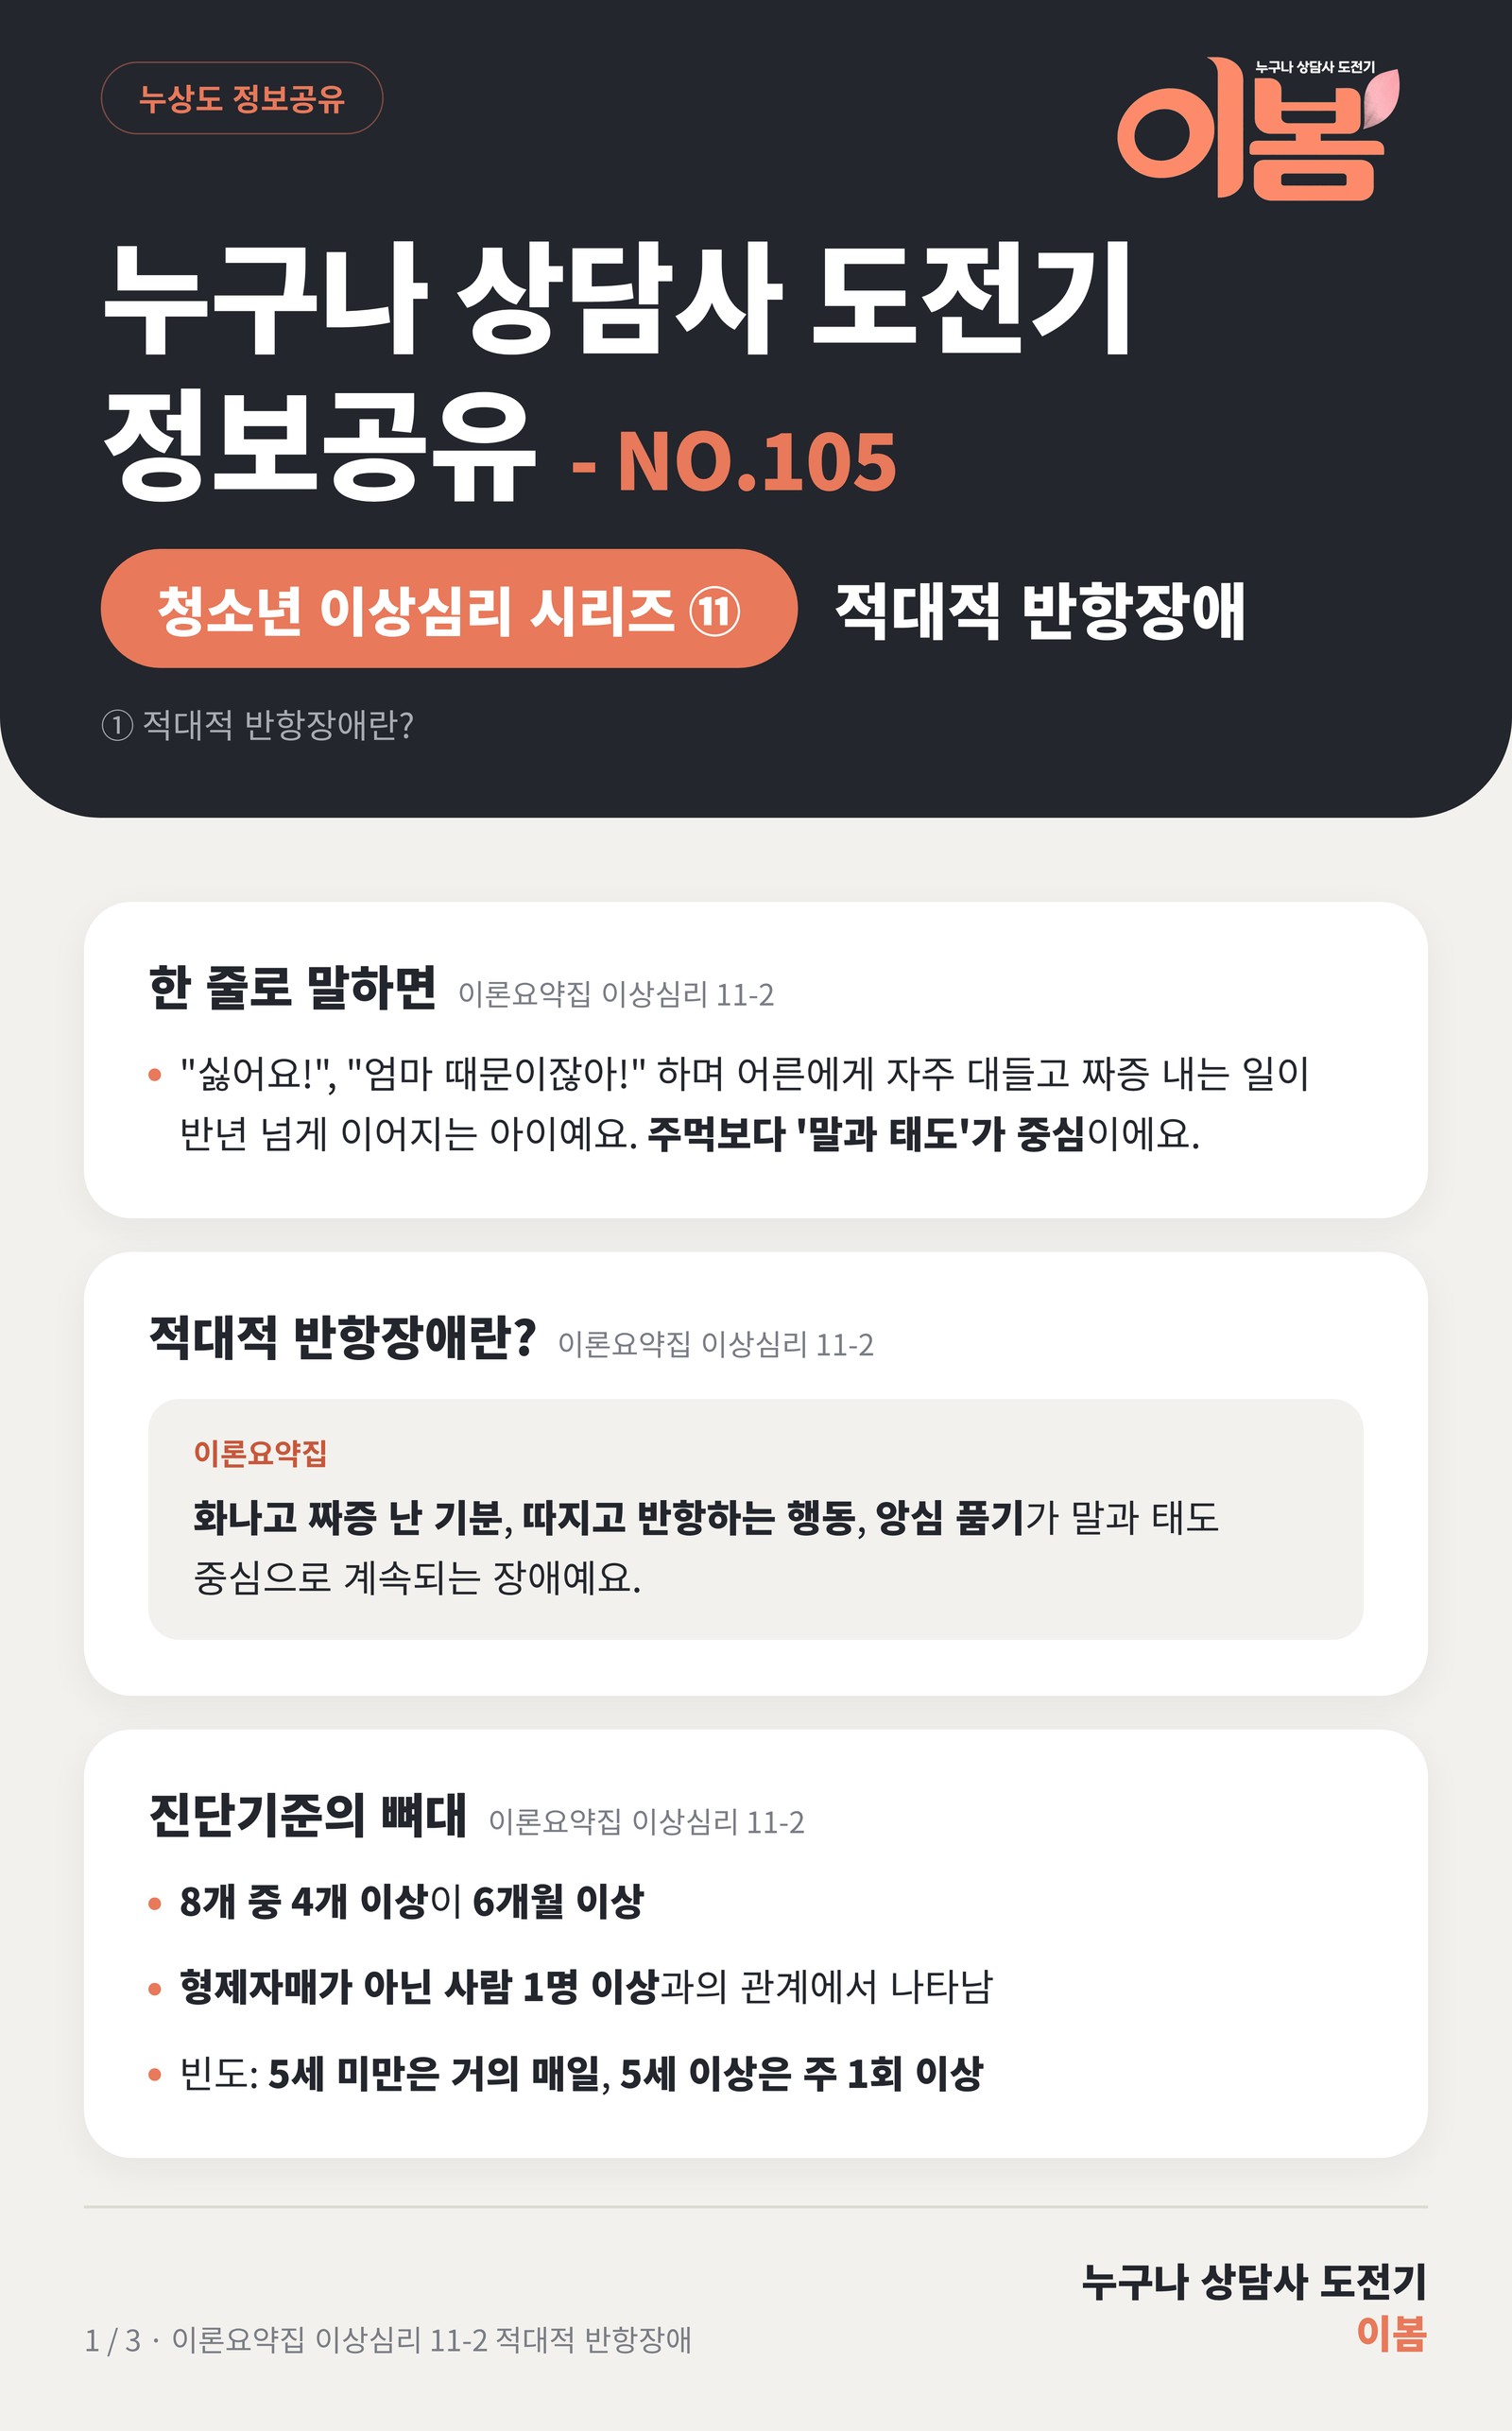 누상도 정보공유
누구나 상담사 도전기
이봄
누구나 상담사 도전기
정보공유 - NO.105
청소년 이상심리 시리즈 ⑪ 적대적 반항장애
① 적대적 반항장애란?
한 줄로 말하면 이론요약집 이상심리 11-2
• "싫어요!", "엄마 때문이잖아!" 하며 어른에게 자주 대들고 짜증 내는 일이
반년 넘게 이어지는 아이예요. 주먹보다 '말과 태도'가 중심이에요.
적대적 반항장애란? 이론요약집 이상심리 11-2
이론요약집
화나고 짜증 난 기분, 따지고 반항하는 행동, 앙심 품기가 말과 태도
중심으로 계속되는 장애예요.
진단기준의 뼈대 이론요약집 이상심리 11-2
• 8개 중 4개 이상이 6개월 이상
• 형제자매가 아닌 사람 1명 이상과의 관계에서 나타남
• 빈도: 5세 미만은 거의 매일, 5세 이상은 주 1회 이상
누구나 상담사 도전기
이봄
1 / 3 · 이론요약집 이상심리 11-2 적대적 반항장애